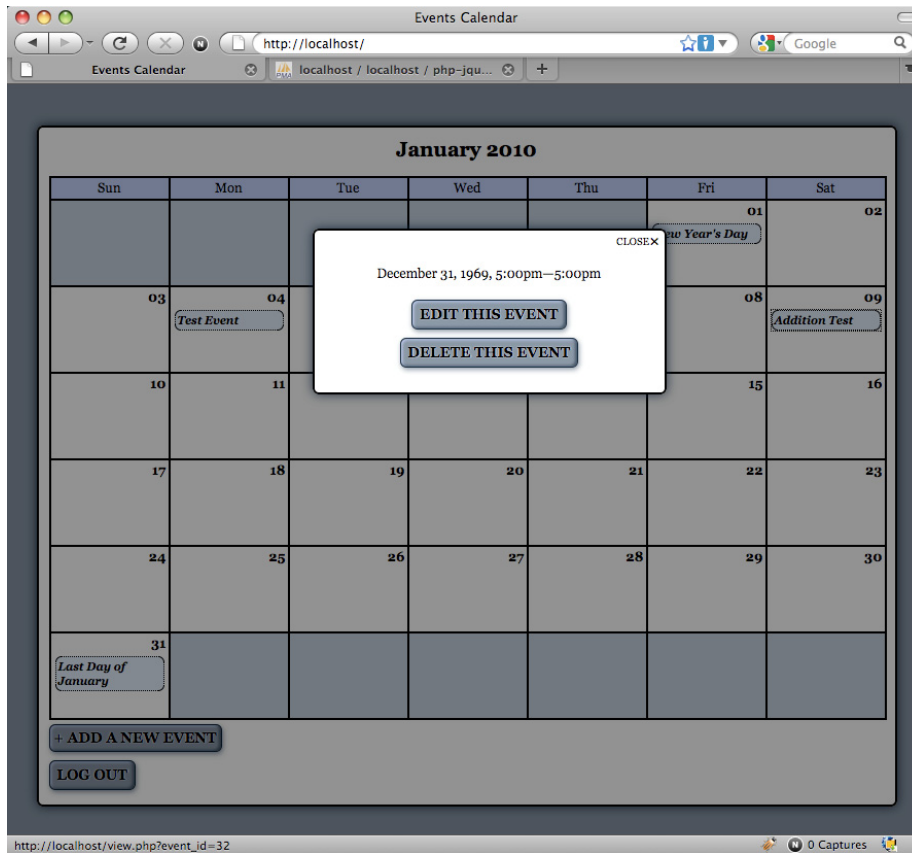 Events Calendar
http://localhost/
Google
Events Calendar
PMA
localhost / localhost / php-jqu...
January 2010
Sun Mon Tue Wed Thu Fri Sat
01 02
New Year's Day
CLOSE✕
December 31, 1969, 5:00pm—5:00pm
03 04 08 09
Test Event
Addition Test
EDIT THIS EVENT
DELETE THIS EVENT
10 11 15 16
17 18 19 20 21 22 23
24 25 26 27 28 29 30
31
Last Day of
January
+ ADD A NEW EVENT
LOG OUT
http://localhost/view.php?event_id=32
N 0 Captures